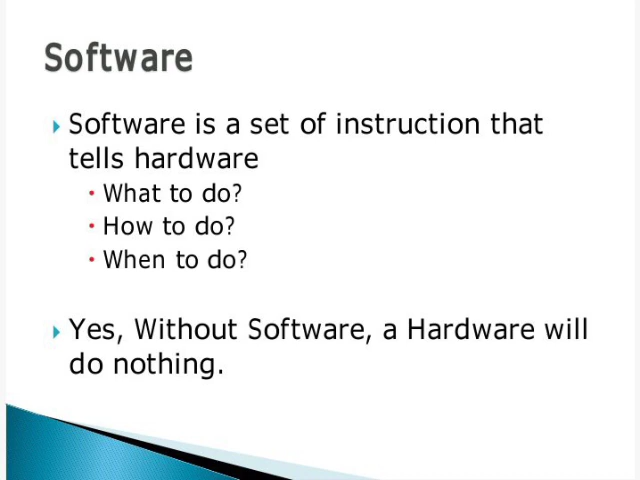 Software
Software is a set of instruction that
tells hardware
What to do?
How to do?
When to do?
Yes, Without Software, a Hardware will
do nothing.